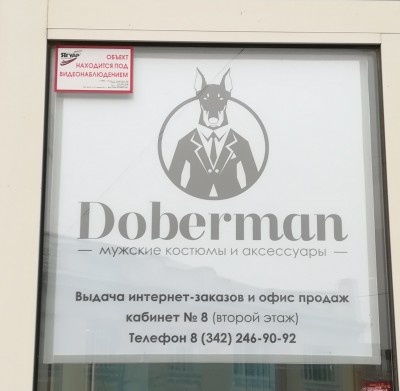 ЯГУАР
ОБЪЕКТ
НАХОДИТСЯ ПОД
ВИДЕОНАБЛЮДЕНИЕМ
Doberman
— мужские костюмы и аксессуары —
Выдача интернет-заказов и офис продаж
кабинет № 8 (второй этаж)
Телефон 8 (342) 246-90-92